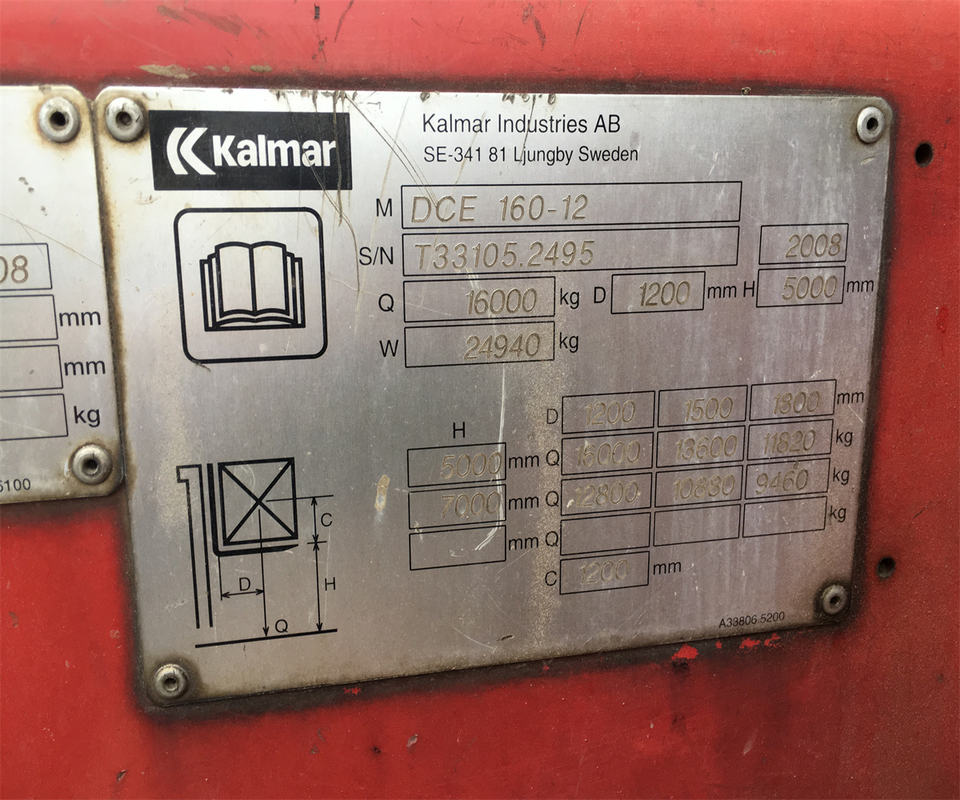 Kalmar
Kalmar Industries AB
SE-341 81 Ljungby Sweden
M DCE 160-12
S/N T33105.2495 2008
Q 16000 kg D 1200 mm H 5000 mm
W 24940 kg
D 1200 1500 1800 mm
H
5000 mm Q 13600 11820 kg
7000 mm Q 12800 9460 kg
mm Q kg
C 1200 mm
C
D H
Q
A33806.5200
08
mm
mm
kg
6100